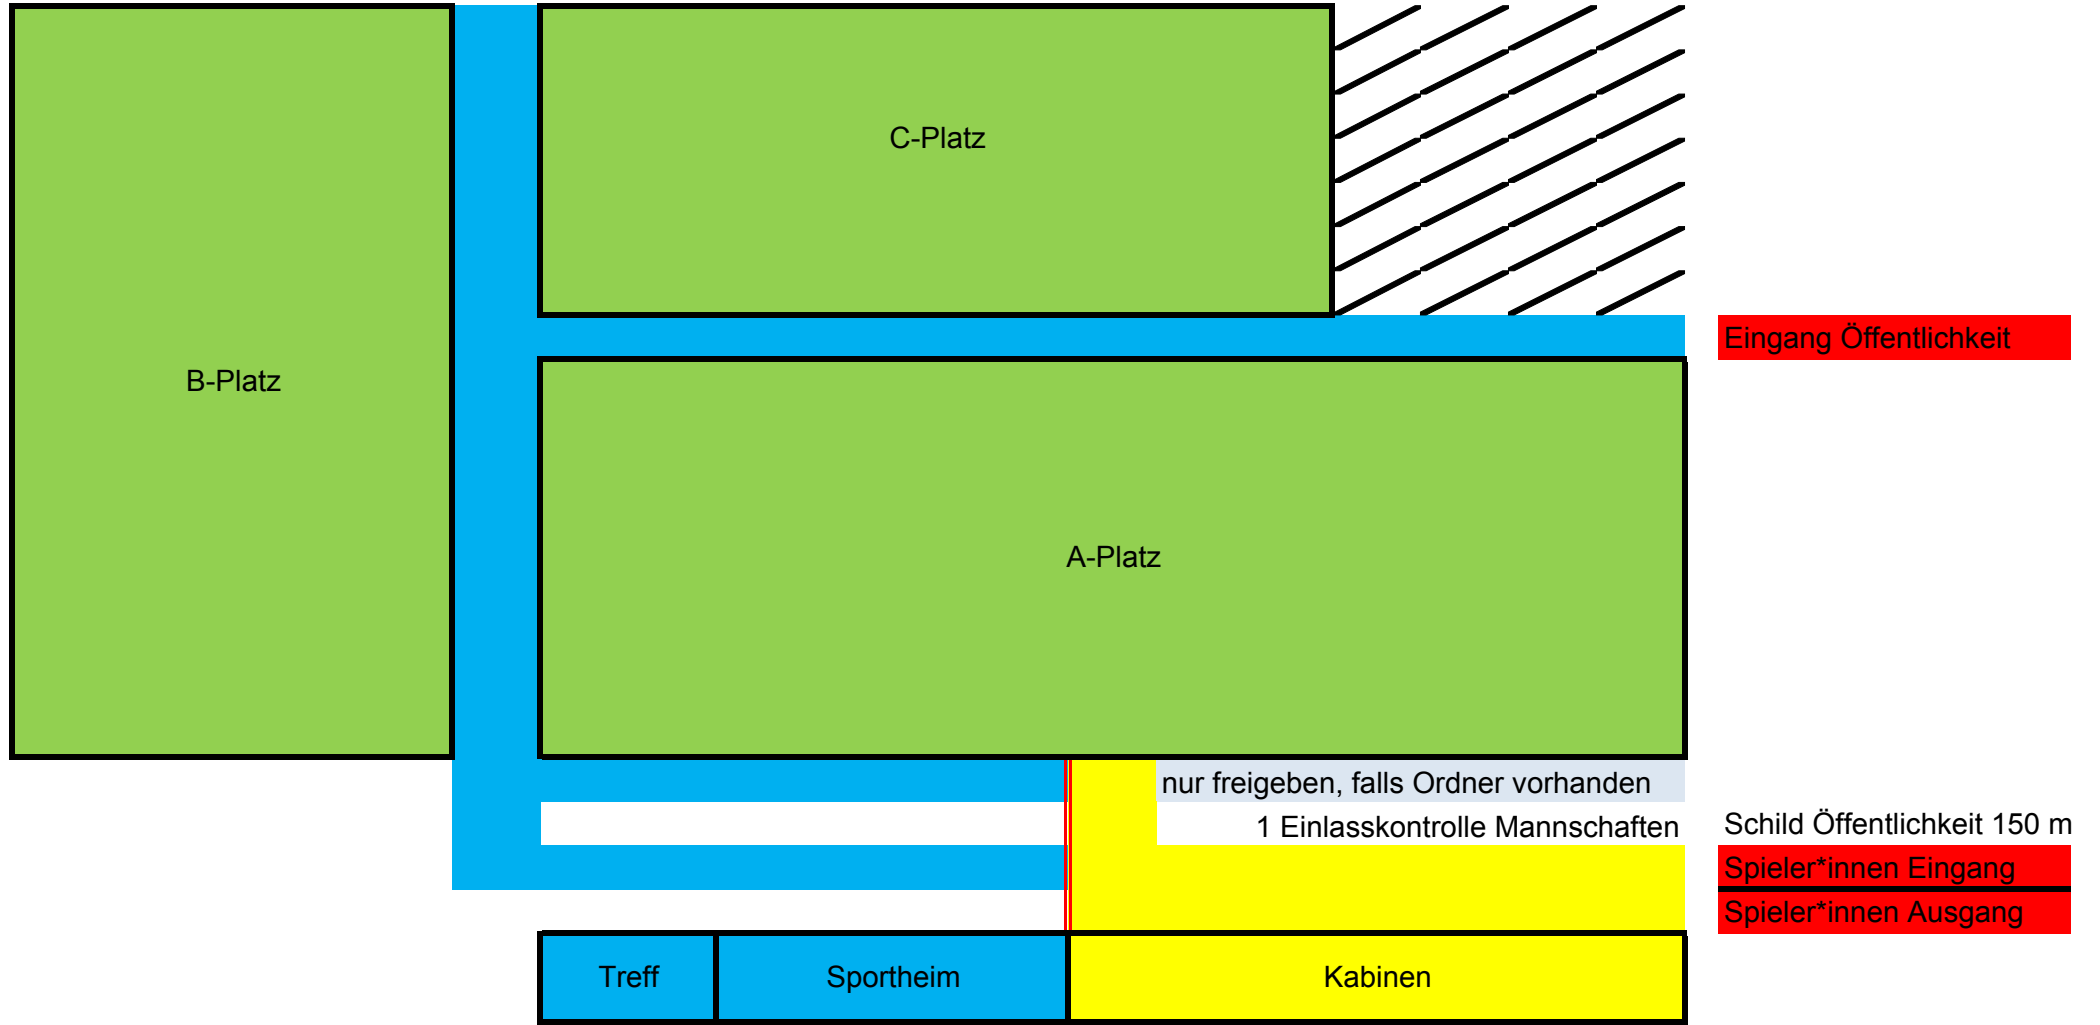 C-Platz
Eingang Öffentlichkeit
B-Platz
A-Platz
nur freigeben, falls Ordner vorhanden
1 Einlasskontrolle Mannschaften
Schild Öffentlichkeit 150 m
Spieler*innen Eingang
Spieler*innen Ausgang
Treff
Sportheim
Kabinen